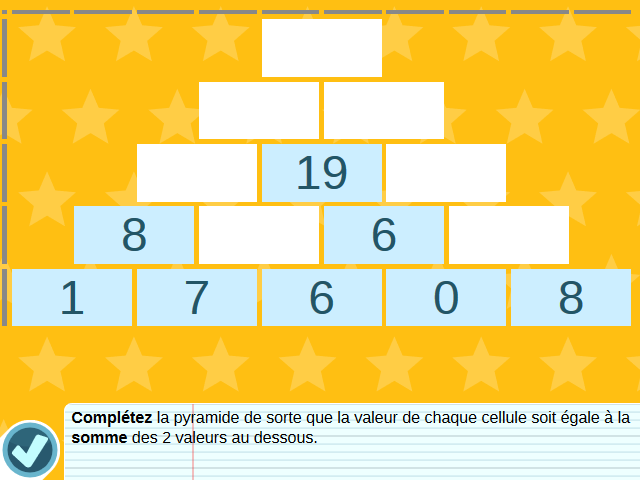 19
8 6
1 7 6 0 8
Complétez la pyramide de sorte que la valeur de chaque cellule soit égale à la
somme des 2 valeurs au dessous.